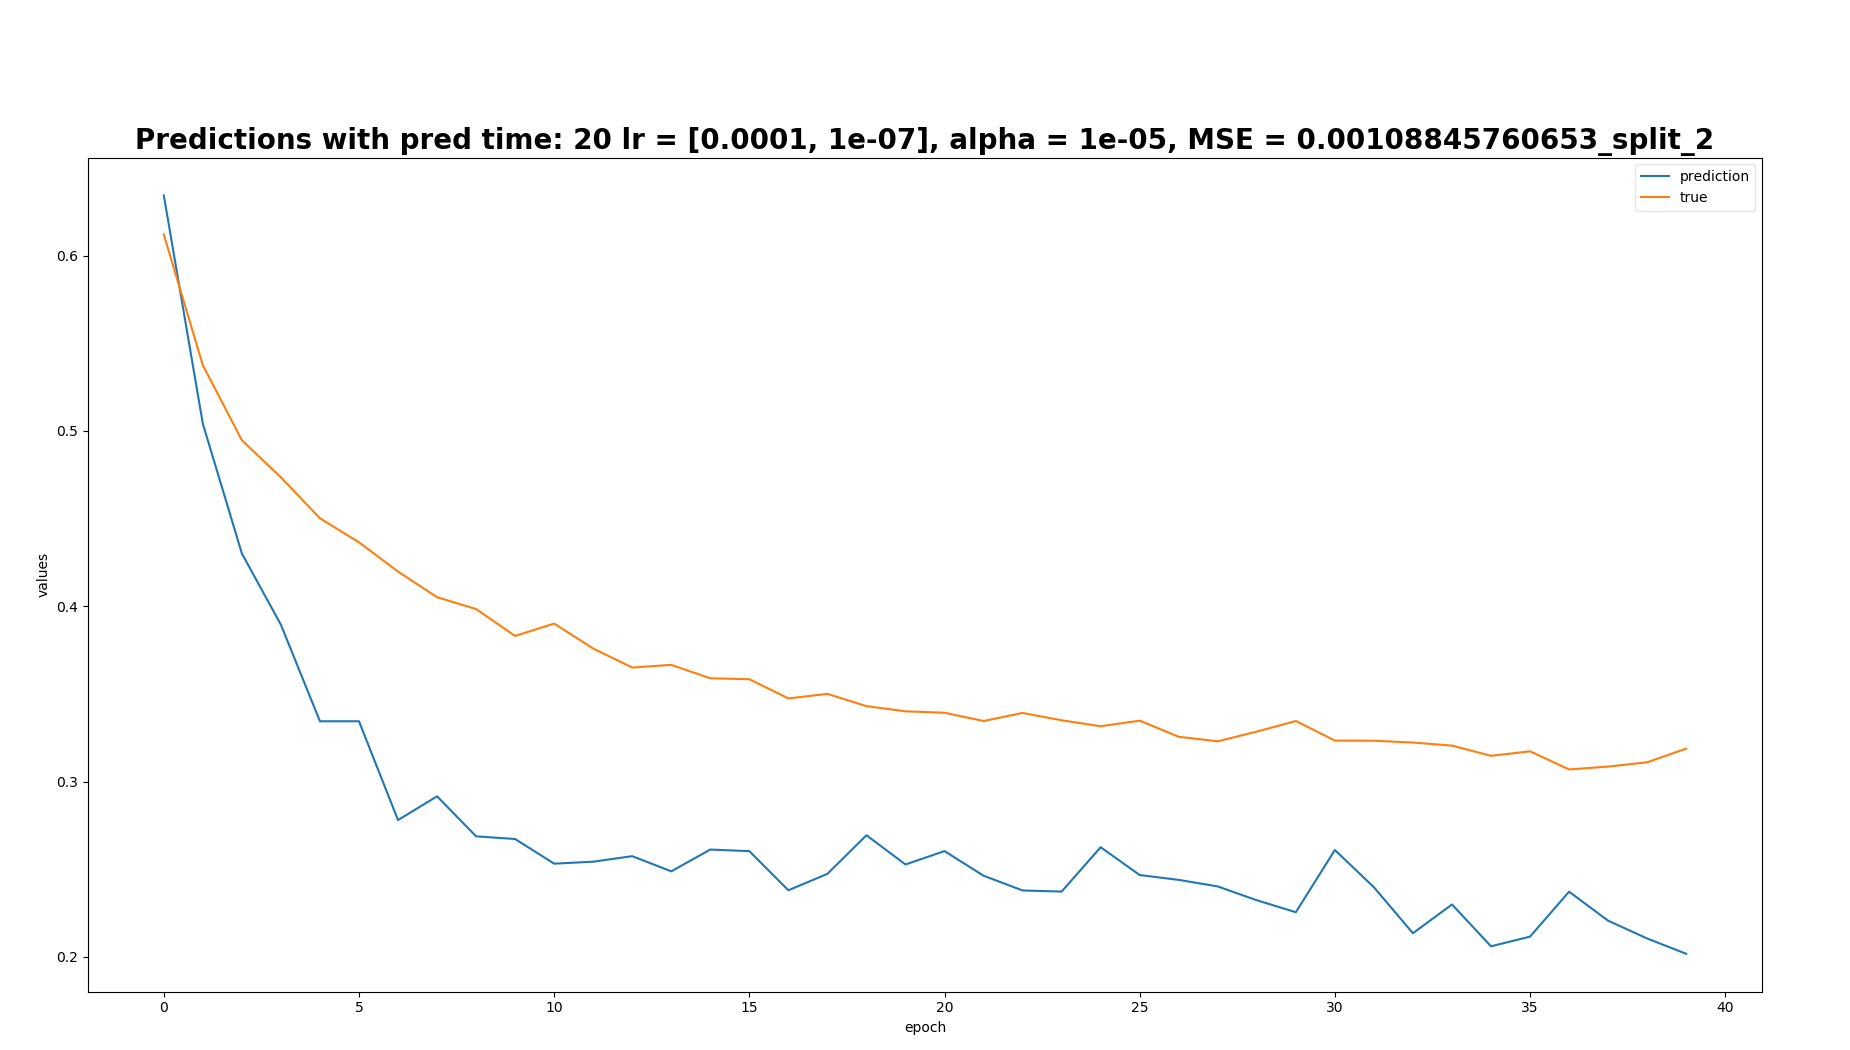 Predictions with pred time: 20 lr = [0.0001, 1e-07], alpha = 1e-05, MSE = 0.00108845760653_split_2
prediction
true
values
0.6
0.5
0.4
0.3
0.2
0 5 10 15 20 25 30 35 40
epoch